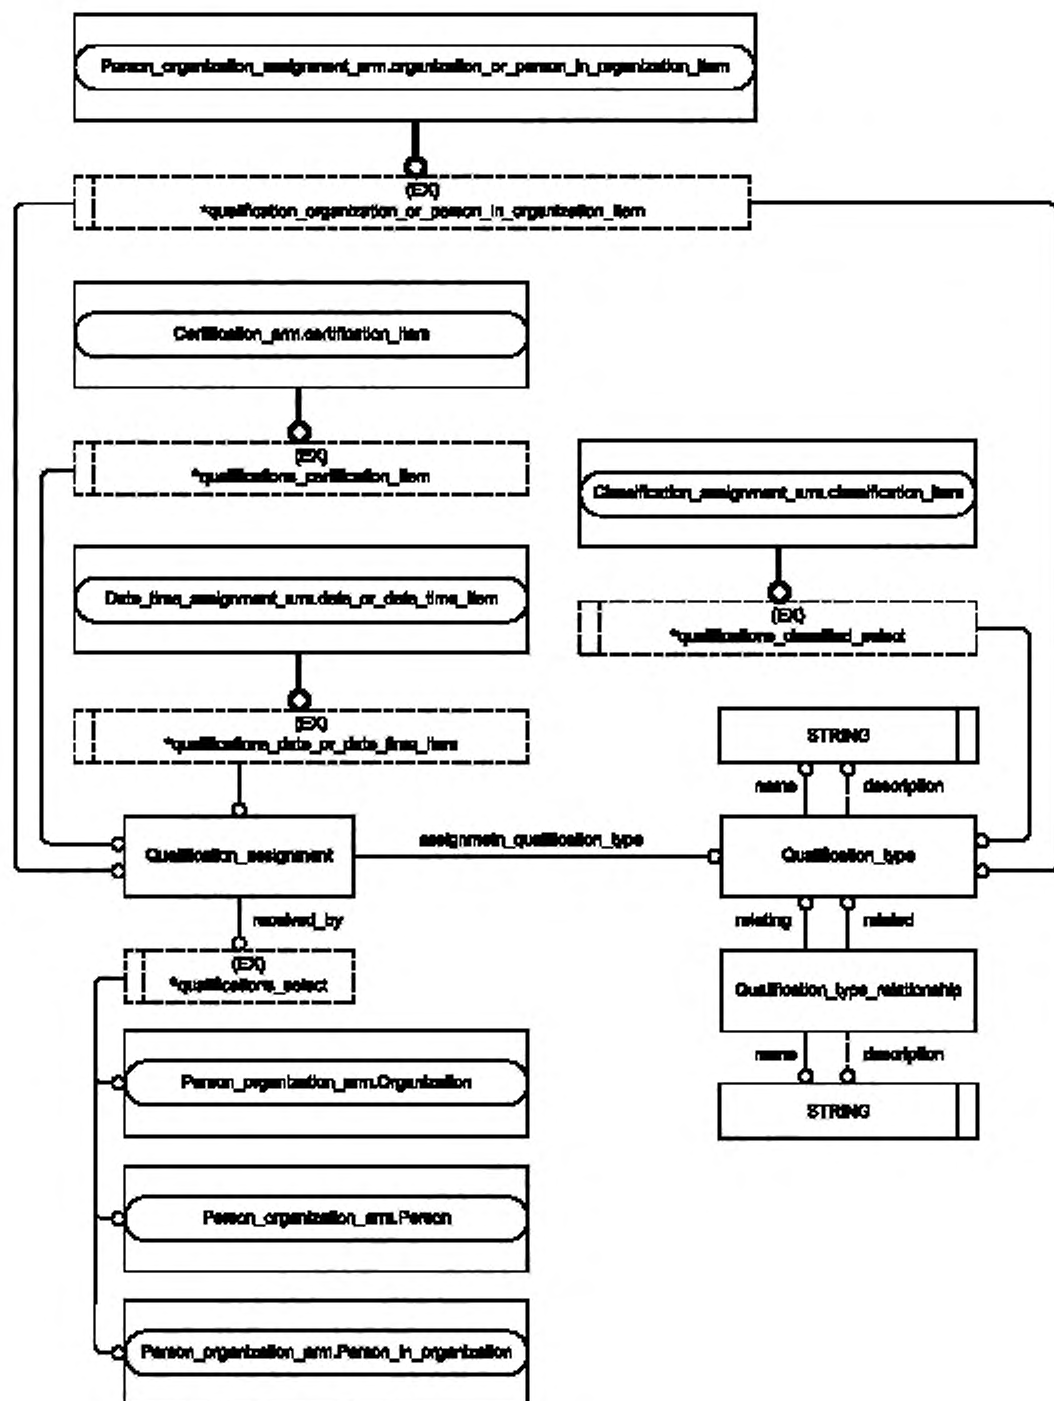 Person_organization_assignment_arm.organization_or_person_in_organization_item
(EX)
*qualification_organization_or_person_in_organization_item
Certification_arm.certification_item
(EX)
*qualifications_certification_item
Classification_assignment_arm.classification_item
Date_time_assignment_arm.date_or_date_time_item
(EX)
*qualifications_classified_select
(EX)
*qualifications_date_or_date_time_item
STRING
name
description
Qualification_assignment
assignmetn_qualification_type
Qualification_type
received_by
relating
related
(EX)
*qualifications_select
Qualification_type_relationship
name
description
Person_organization_arm.Organization
STRING
Person_organization_arm.Person
Person_organization_arm.Person_in_organization